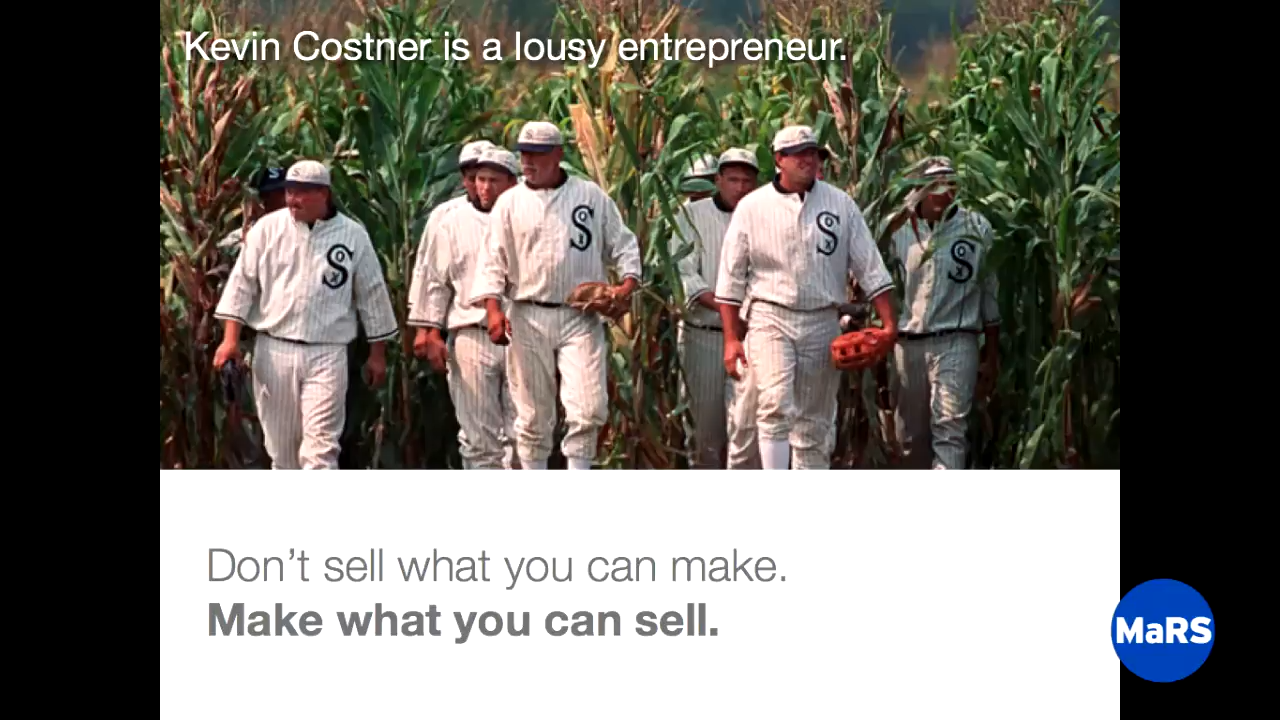 Kevin Costner is a lousy entrepreneur.
Don't sell what you can make.
Make what you can sell.
MaRS